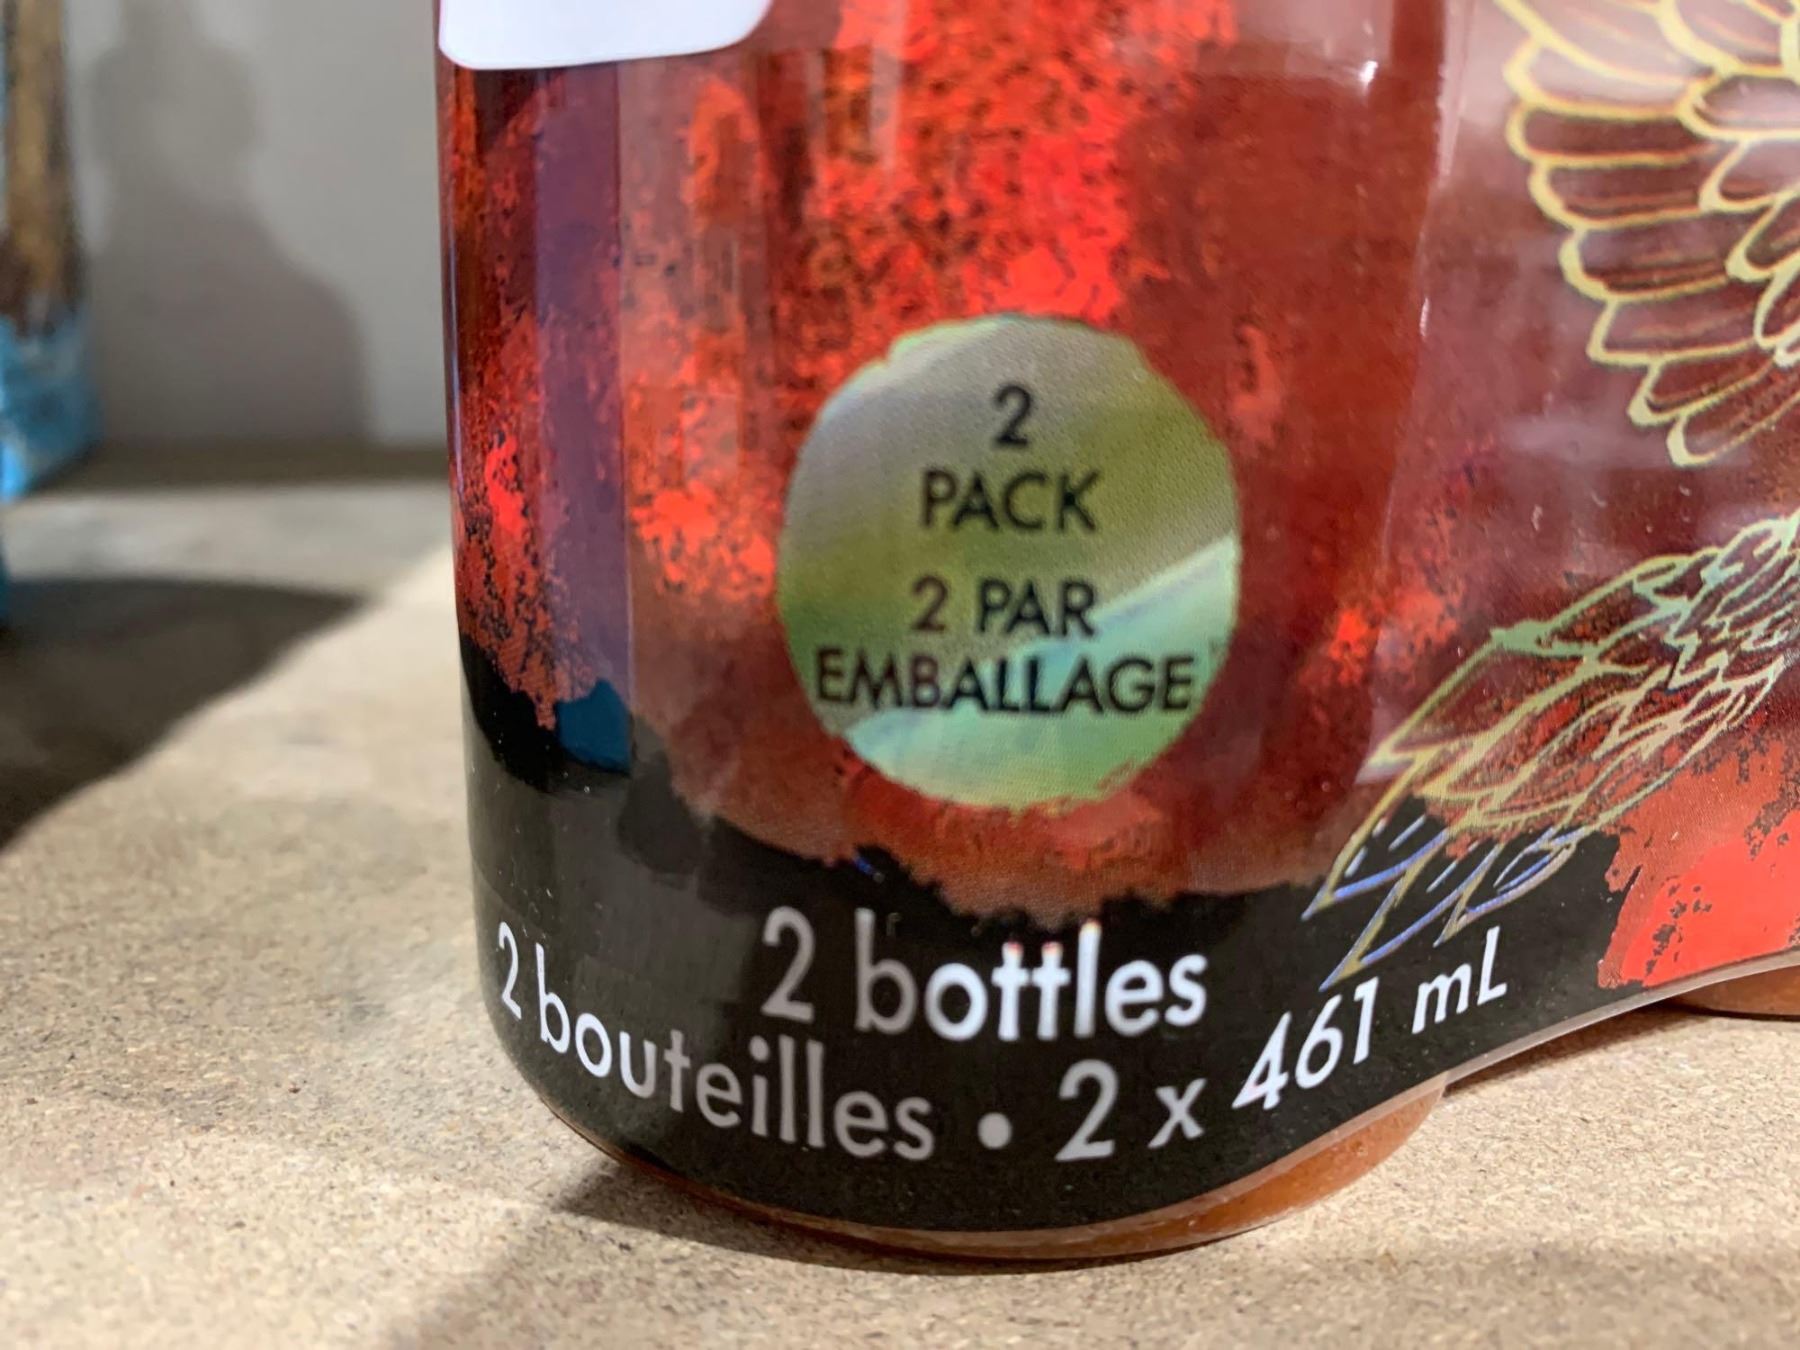 2
PACK
2 PAR
EMBALLAGE
2 bottles
2 bouteilles • 2 x 461 mL